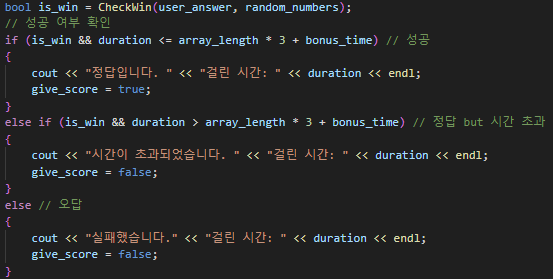 bool is_win = CheckWin(user_answer, random_numbers);
// 성공 여부 확인
if (is_win && duration <= array_length * 3 + bonus_time) // 성공
{
    cout << "정답입니다. " << "걸린 시간: " << duration << endl;
    give_score = true;
}
else if (is_win && duration > array_length * 3 + bonus_time) // 정답 but 시간 초과
{
    cout << "시간이 초과되었습니다. " << "걸린 시간: " << duration << endl;
    give_score = false;
}
else // 오답
{
    cout << "실패했습니다." << "걸린 시간: " << duration << endl;
    give_score = false;
}